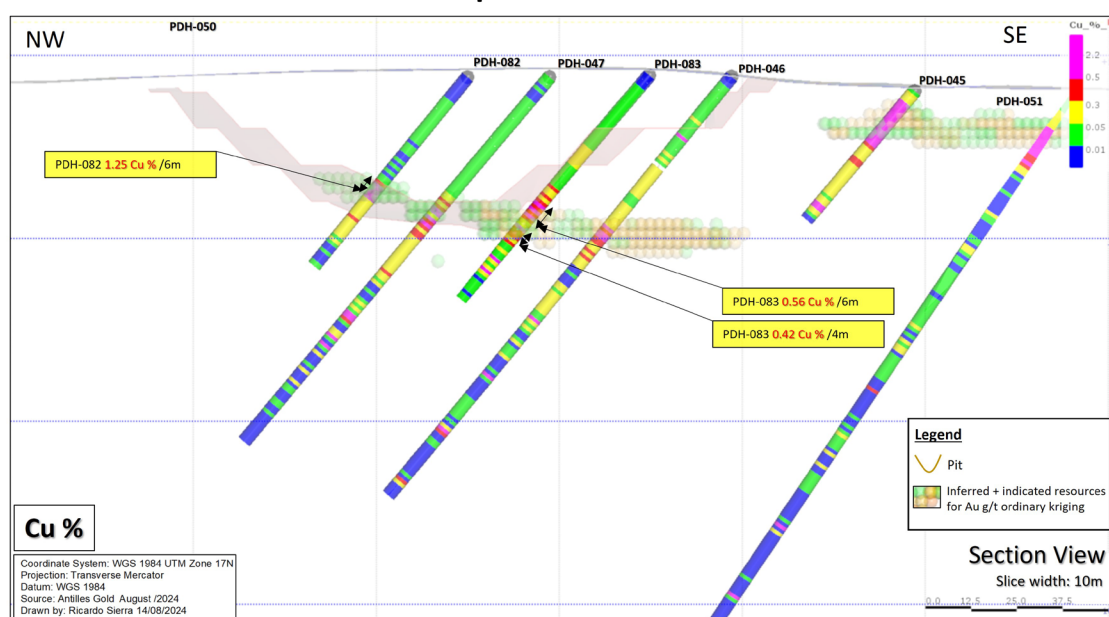 PDH-050
NW
SE
Cu_%_
PDH-082
PDH-047
PDH-083
PDH-046
PDH-045
PDH-051
2.2
0.5
0.3
0.05
0.01
PDH-082 1.25 Cu % /6m
PDH-083 0.56 Cu % /6m
PDH-083 0.42 Cu % /4m
Legend
Pit
Inferred + indicated resources
for Au g/t ordinary kriging
Cu %
Coordinate System: WGS 1984 UTM Zone 17N
Projection: Transverse Mercator
Datum: WGS 1984
Source: Antilles Gold August /2024
Drawn by: Ricardo Sierra 14/08/2024
Section View
Slice width: 10m
0.0 12.5 25.0 37.5